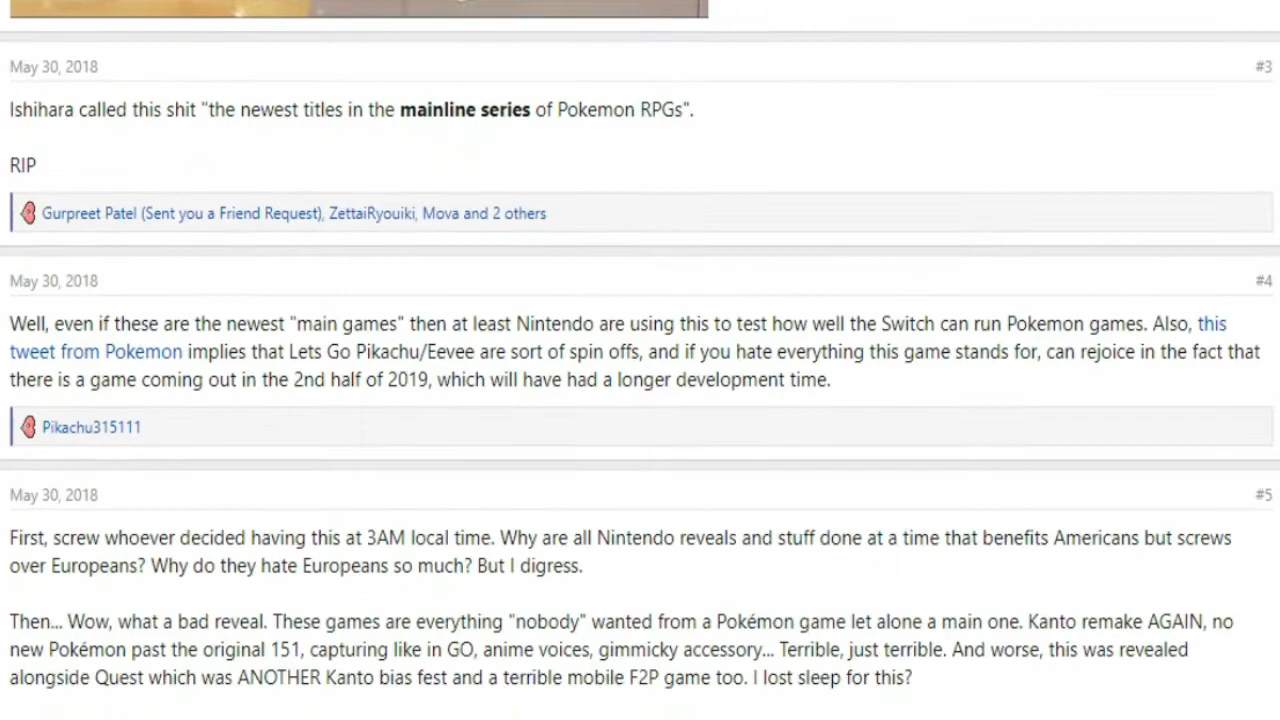 May 30, 2018 #3
Ishihara called this shit "the newest titles in the mainline series of Pokemon RPGs".
RIP
Gurpreet Patel (Sent you a Friend Request), ZettaiRyouiki, Mova and 2 others
May 30, 2018 #4
Well, even if these are the newest "main games" then at least Nintendo are using this to test how well the Switch can run Pokemon games. Also, this
tweet from Pokemon implies that Lets Go Pikachu/Eevee are sort of spin offs, and if you hate everything this game stands for, can rejoice in the fact that
there is a game coming out in the 2nd half of 2019, which will have had a longer development time.
Pikachu315111
May 30, 2018 #5
First, screw whoever decided having this at 3AM local time. Why are all Nintendo reveals and stuff done at a time that benefits Americans but screws
over Europeans? Why do they hate Europeans so much? But I digress.
Then... Wow, what a bad reveal. These games are everything "nobody" wanted from a Pokémon game let alone a main one. Kanto remake AGAIN, no
new Pokémon past the original 151, capturing like in GO, anime voices, gimmicky accessory... Terrible, just terrible. And worse, this was revealed
alongside Quest which was ANOTHER Kanto bias fest and a terrible mobile F2P game too. I lost sleep for this?